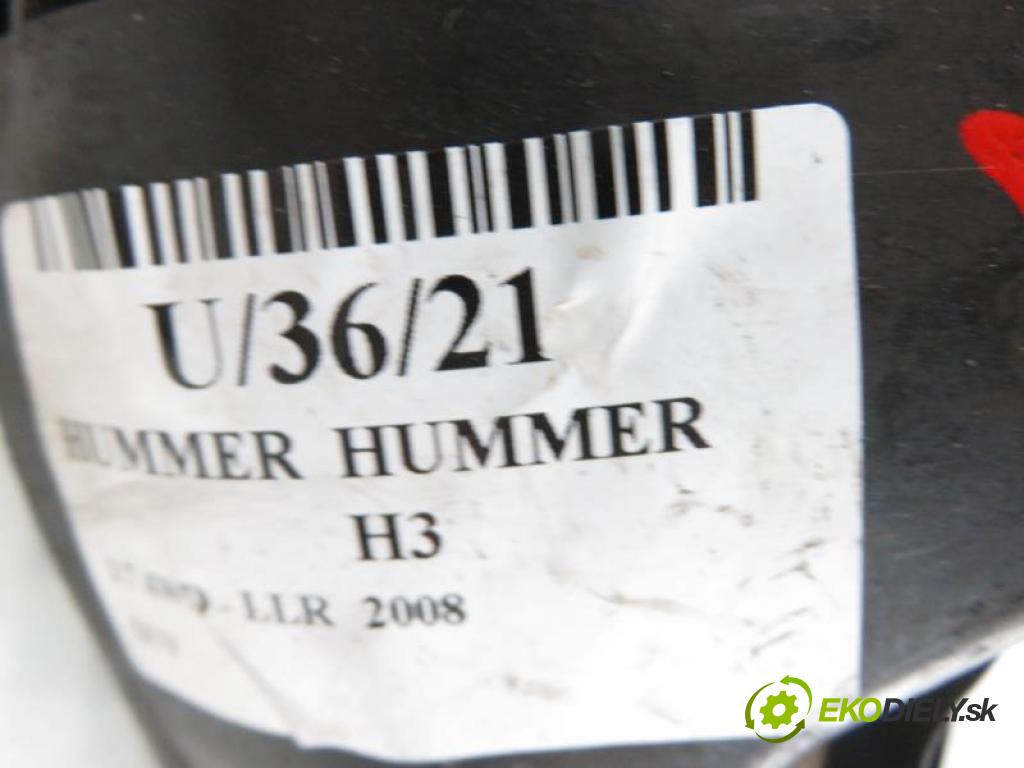 U/36/21
HUMMER HUMMER
H3
-LLR 2008
EKODIELY.sk